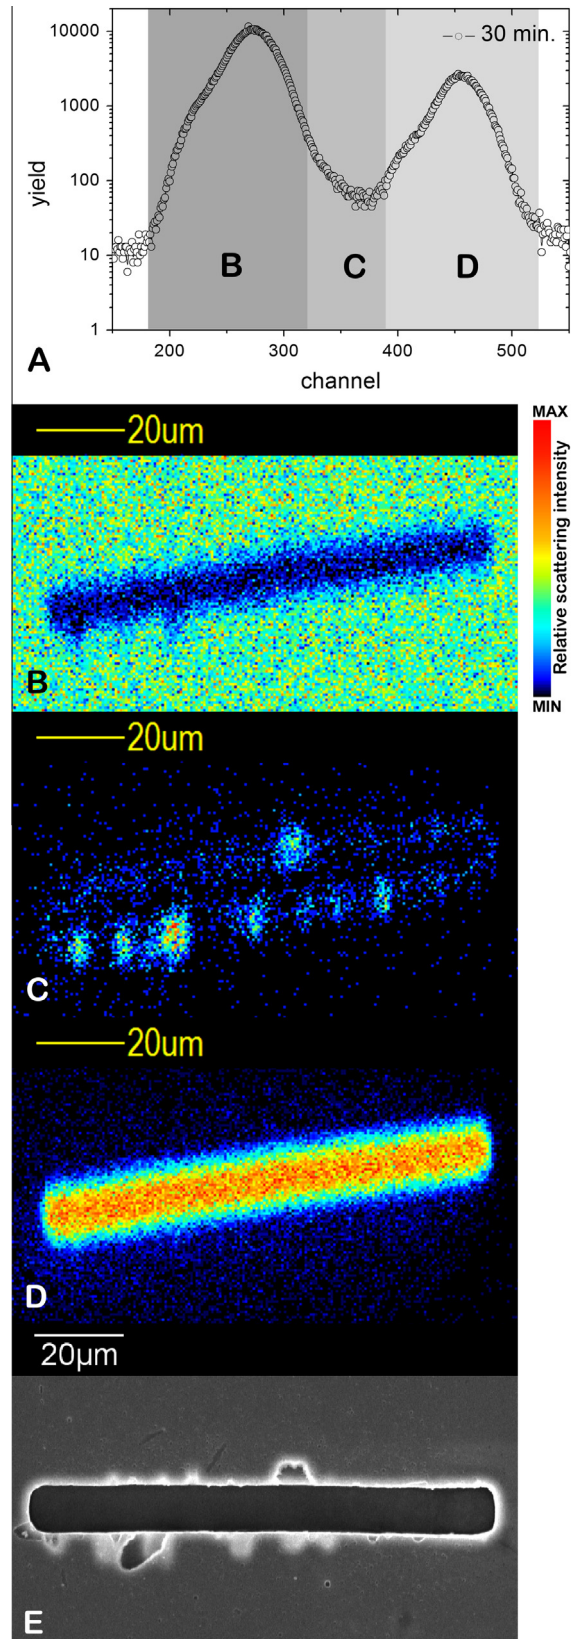 10000
1000
100
10
1
yield
30 min.
B
C
D
A
200
300
400
500
channel
20um
MAX
Relative scattering intensity
MIN
B
20um
C
20um
D
20µm
E